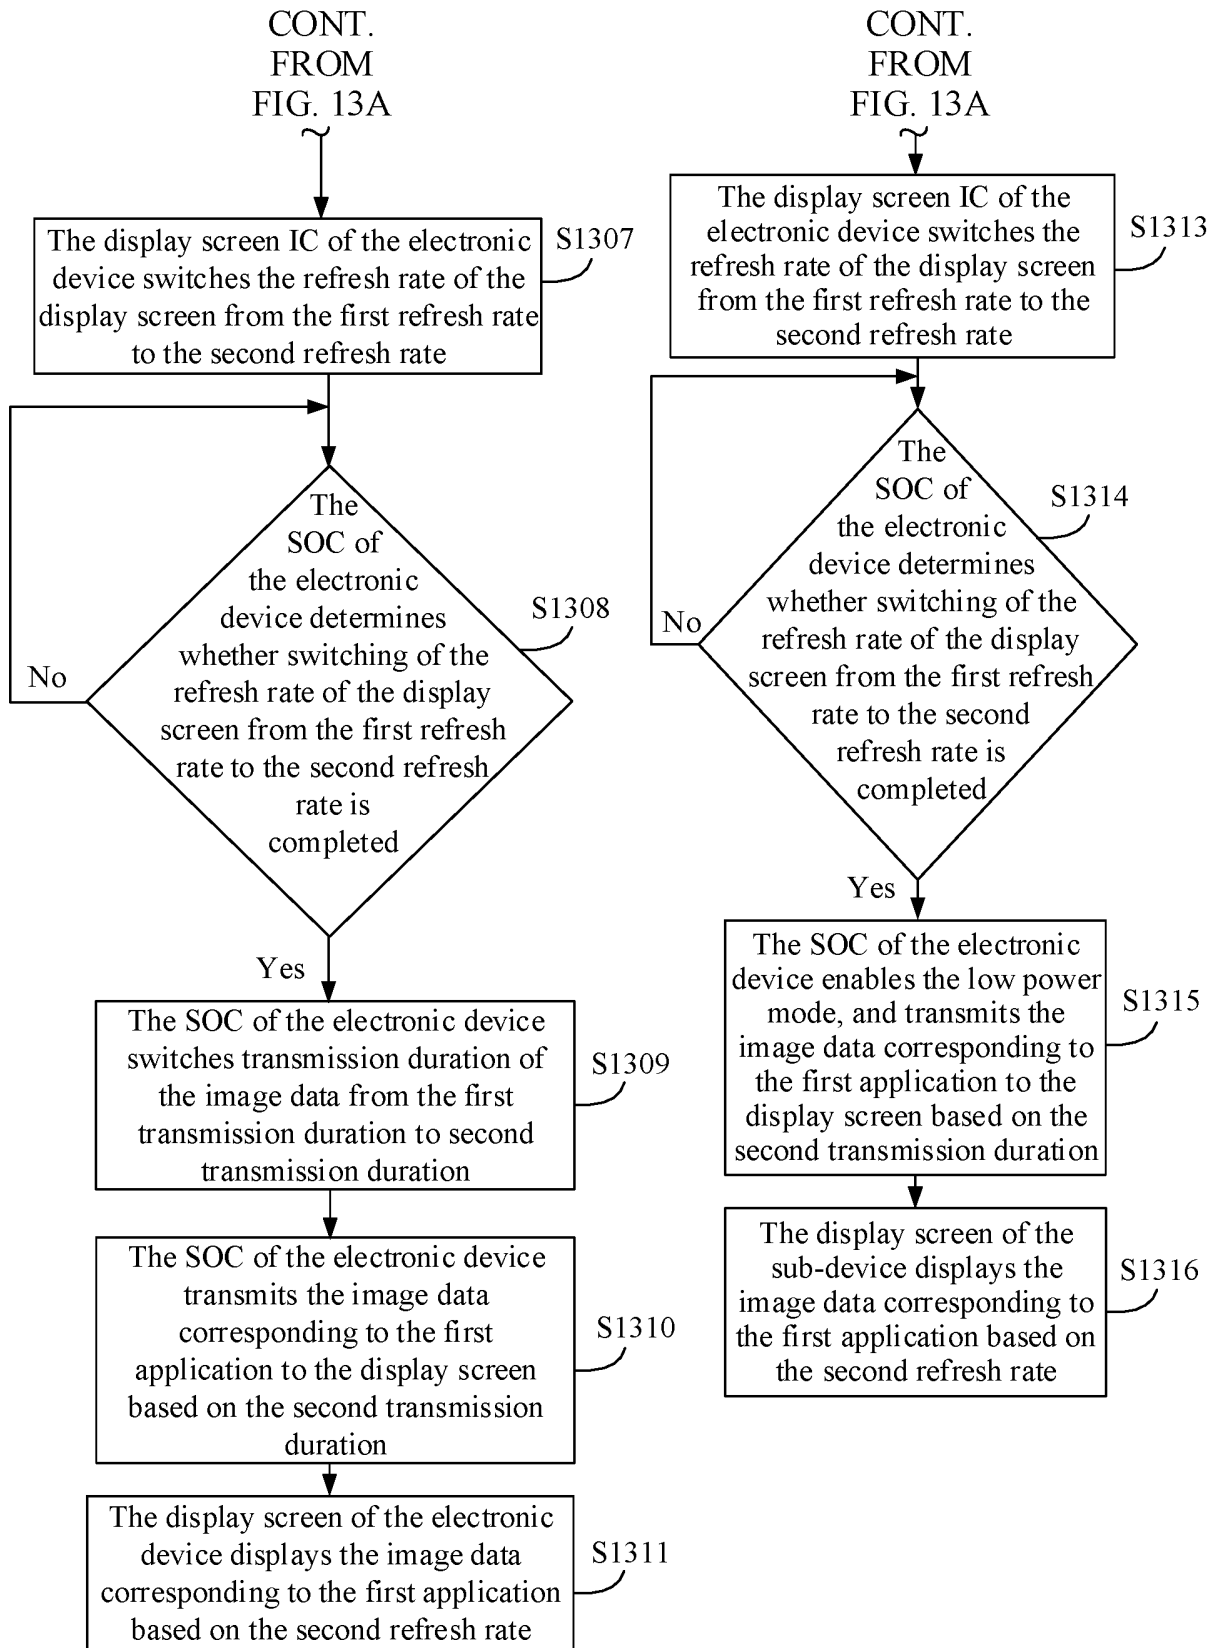 CONT.
FROM
FIG. 13A
The display screen IC of the electronic
device switches the refresh rate of the
display screen from the first refresh rate
to the second refresh rate
S1307
The
SOC of
the electronic
device determines
whether switching of the
refresh rate of the display
screen from the first refresh
rate to the second refresh
rate is
completed
S1308
No
Yes
The SOC of the electronic device
switches transmission duration of
the image data from the first
transmission duration to second
transmission duration
S1309
The SOC of the electronic device
transmits the image data
corresponding to the first
application to the display screen
based on the second transmission
duration
S1310
The display screen of the electronic
device displays the image data
corresponding to the first application
based on the second refresh rate
S1311
CONT.
FROM
FIG. 13A
The display screen IC of the
electronic device switches the
refresh rate of the display screen
from the first refresh rate to the
second refresh rate
S1313
The
SOC of
the electronic
device determines
whether switching of the
refresh rate of the display
screen from the first refresh
rate to the second
refresh rate is
completed
S1314
No
Yes
The SOC of the electronic
device enables the low power
mode, and transmits the
image data corresponding to
the first application to the
display screen based on the
second transmission duration
S1315
The display screen of the
sub-device displays the
image data corresponding to
the first application based on
the second refresh rate
S1316